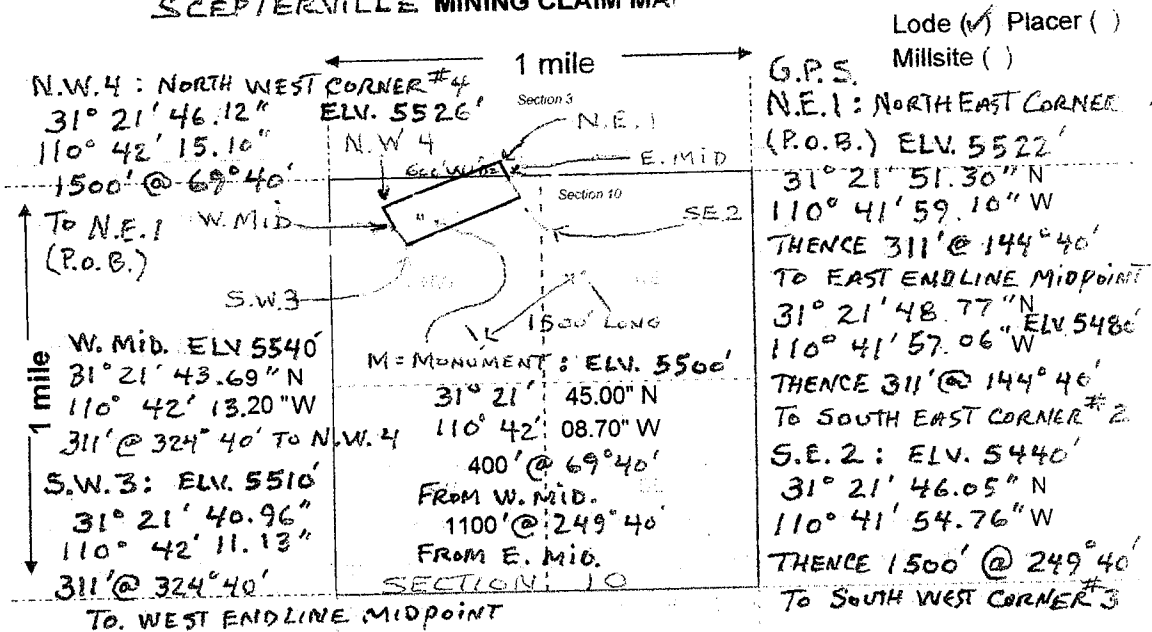 SCEPTERVILLE MINING CLAIM MAP
Lode (✓) Placer ( )
Millsite ( )
1 mile
N.W.4 : NORTH WEST CORNER #4
31° 21' 46.12" ELV. 5526'
110° 42' 15.10"
1500' @ 69°40'
TO N.E.1
(P.O.B.)
Section 3
N.W 4
N.E.1
E. MID
Section 10
W. MID
SE.2
S.W.3
1500' LONG
1 mile
W. MID. ELV 5540'
31° 21' 43.69" N
110° 42' 13.20 "W
311' @ 324° 40' TO N.W. 4
S.W.3: ELV. 5510'
31° 21' 40.96"
110° 42' 11.13"
311'@ 324°40'
TO. WEST ENDLINE MIDPOINT
M = MONUMENT : ELV. 5500'
31° 21' 45.00" N
110° 42' 08.70" W
400' @ 69°40'
FROM W. MID.
1100' @ 249°40'
FROM E. MID.
SECTION 10
G.P.S.
N.E.1 : NORTH EAST CORNER
(P.O.B.) ELV. 5522'
31° 21' 51.30" N
110° 41' 59.10" W
THENCE 311' @ 144°40'
TO EAST ENDLINE MIDPOINT
31° 21' 48.77 "N
110° 41' 57.06 " W ELV 5480'
THENCE 311' @ 144° 40'
TO SOUTH EAST CORNER #2
S.E.2 : ELV. 5440'
31° 21' 46.05" N
110° 41' 54.76" W
THENCE 1500' @ 249°40'
TO SOUTH WEST CORNER #3